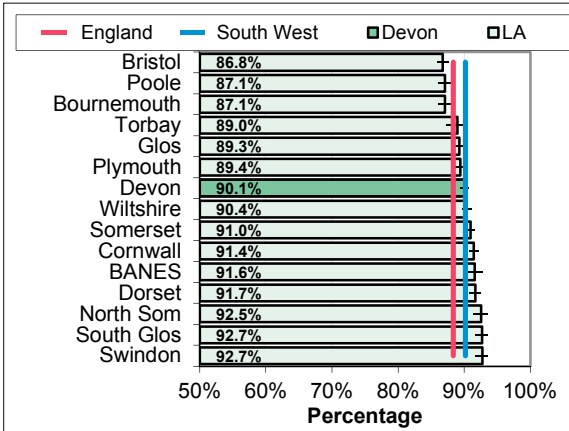 England South West Devon LA
Bristol 86.8%
Poole 87.1%
Bournemouth 87.1%
Torbay 89.0%
Glos 89.3%
Plymouth 89.4%
Devon 90.1%
Wiltshire 90.4%
Somerset 91.0%
Cornwall 91.4%
BANES 91.6%
Dorset 91.7%
North Som 92.5%
South Glos 92.7%
Swindon 92.7%
50% 60% 70% 80% 90% 100%
Percentage